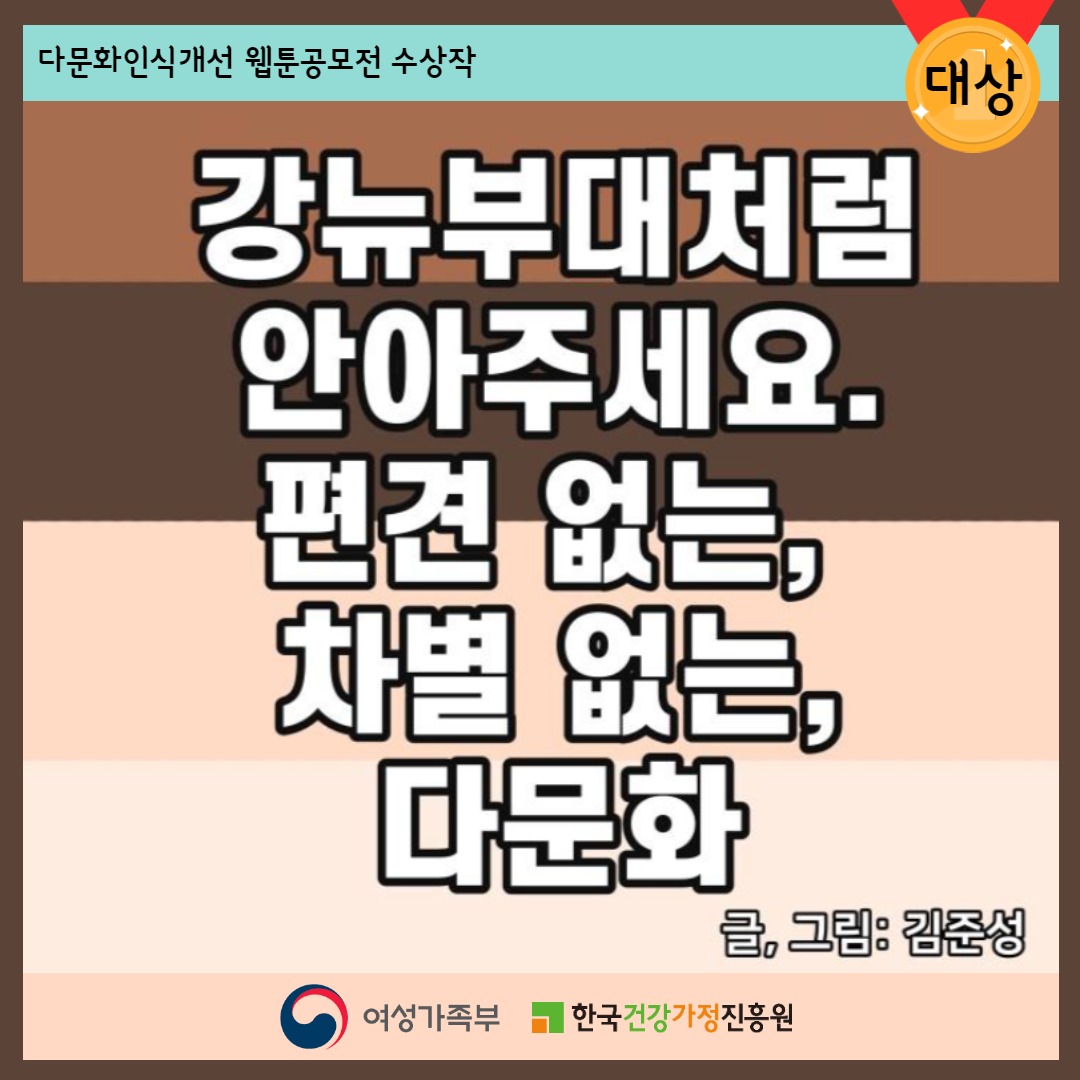 다문화인식개선 웹툰공모전 수상작
대상
강뉴부대처럼
안아주세요.
편견 없는,
차별 없는,
다문화
글, 그림: 김준성
여성가족부
한국건강가정진흥원